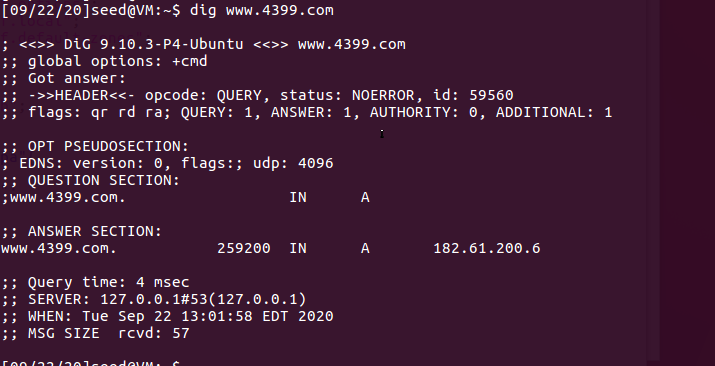 [09/22/20]seed@VM:~$ dig www.4399.com
; <<>> DiG 9.10.3-P4-Ubuntu <<>> www.4399.com
;; global options: +cmd
;; Got answer:
;; ->>HEADER<<- opcode: QUERY, status: NOERROR, id: 59560
;; flags: qr rd ra; QUERY: 1, ANSWER: 1, AUTHORITY: 0, ADDITIONAL: 1
;; OPT PSEUDOSECTION:
; EDNS: version: 0, flags:; udp: 4096
;; QUESTION SECTION:
;www.4399.com. IN A
;; ANSWER SECTION:
www.4399.com. 259200 IN A 182.61.200.6
;; Query time: 4 msec
;; SERVER: 127.0.0.1#53(127.0.0.1)
;; WHEN: Tue Sep 22 13:01:58 EDT 2020
;; MSG SIZE rcvd: 57
[09/22/20]seed@VM:~$